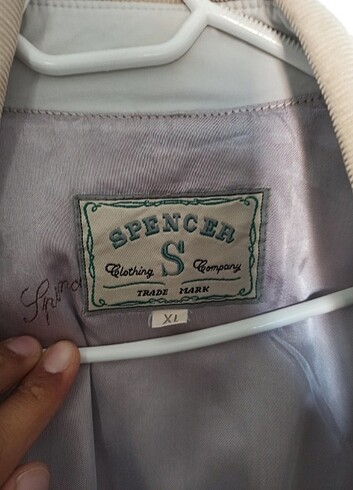 SPENCER
Clothing S Company
TRADE MARK
XL